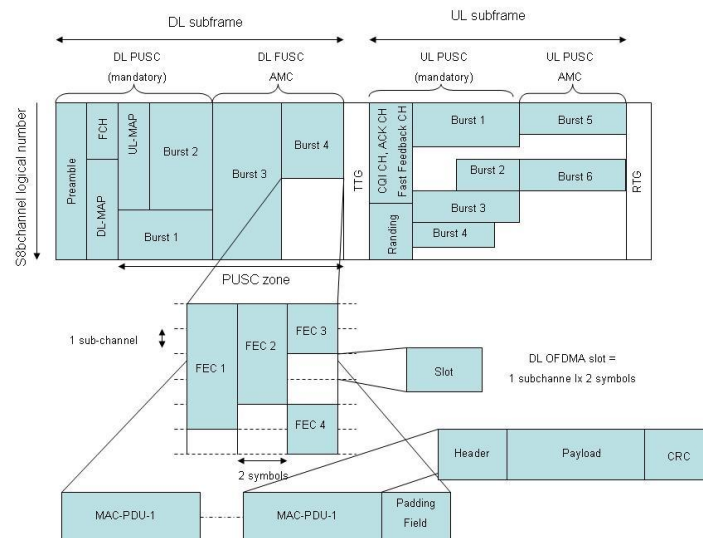 DL subframe
UL subframe
DL PUSC
(mandatory)
DL FUSC
AMC
UL PUSC
(mandatory)
UL PUSC
AMC
S8bchannel logical number
Preamble
FCH
DL-MAP
UL-MAP
Burst 2
Burst 1
Burst 3
Burst 4
TTG
CQI CH, ACK CH
Fast Feedback CH
Randing
Burst 1
Burst 2
Burst 3
Burst 4
Burst 5
Burst 6
RTG
PUSC zone
1 sub-channel
FEC 1
FEC 2
FEC 3
FEC 4
Slot
DL OFDMA slot =
1 subchanne lx 2 symbols
2 symbols
Header
Payload
CRC
MAC-PDU-1
MAC-PDU-1
Padding
Field